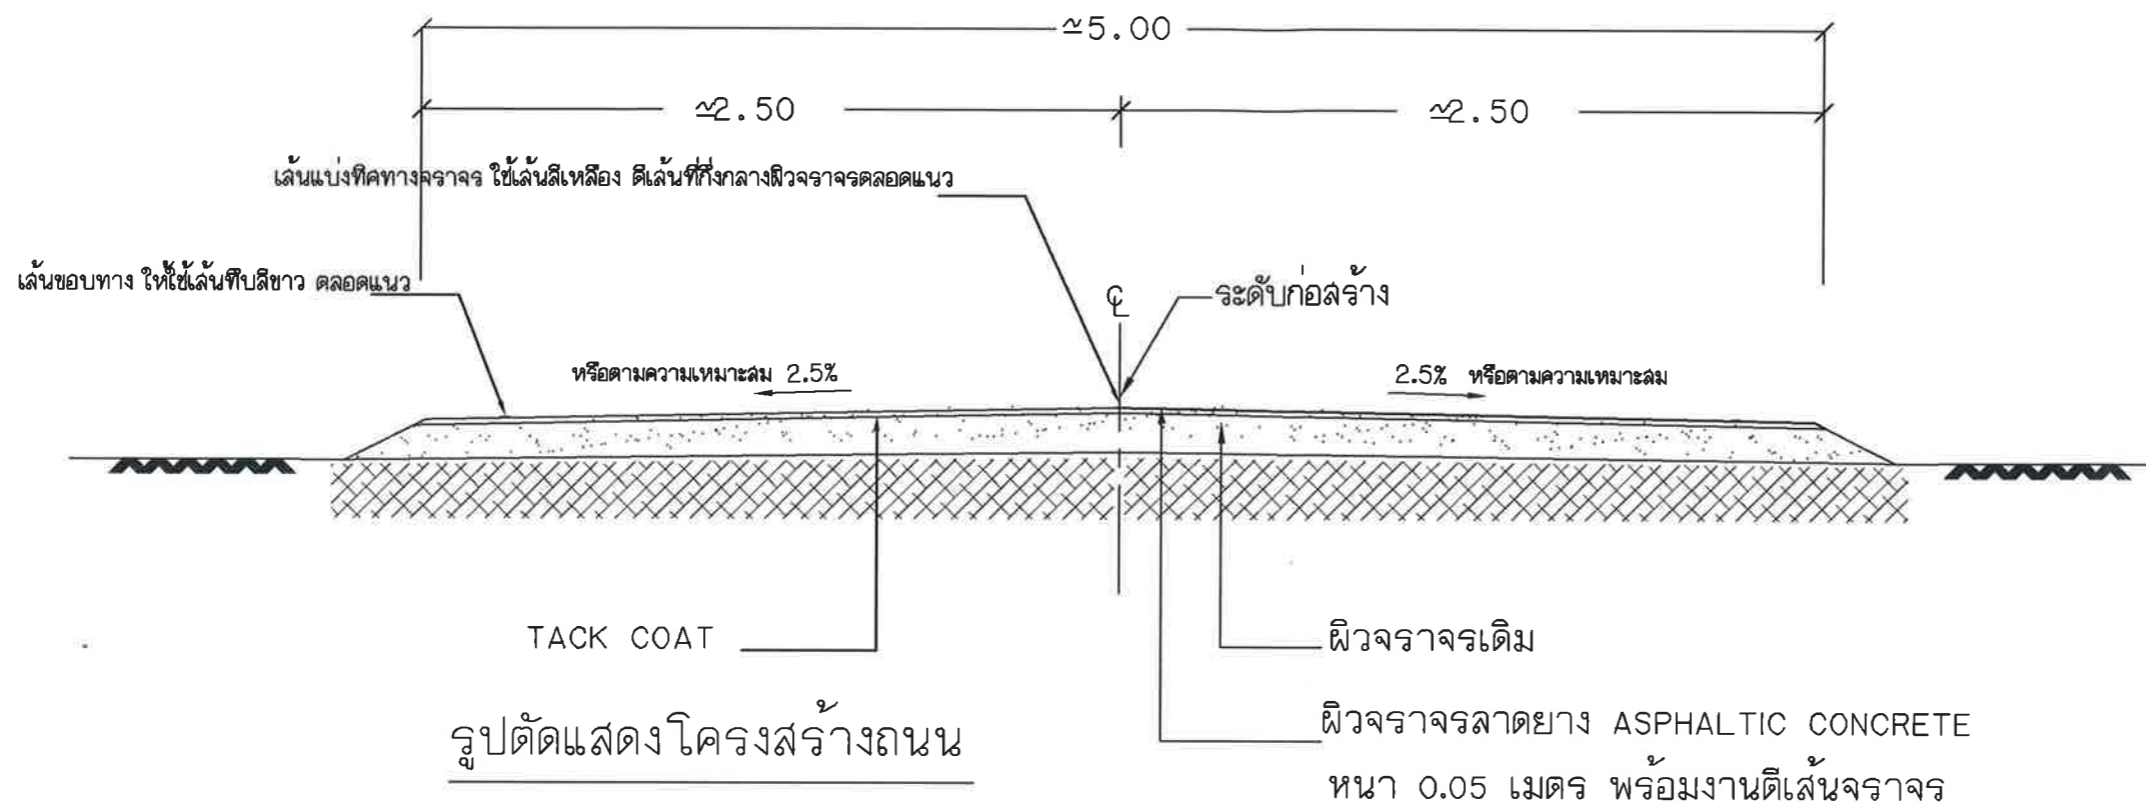 ≃5.00
≃2.50 ≃2.50
เส้นแบ่งทิศทางจราจร ใช้เส้นสีเหลือง ตีเส้นที่กึ่งกลางผิวจราจรตลอดแนว
เส้นขอบทาง ให้ใช้เส้นทึบสีขาว ตลอดแนว
℄ ระดับก่อสร้าง
หรือตามความเหมาะสม 2.5% 2.5% หรือตามความเหมาะสม
TACK COAT ผิวจราจรเดิม
รูปตัดแสดงโครงสร้างถนน
ผิวจราจรลาดยาง ASPHALTIC CONCRETE
หนา 0.05 เมตร พร้อมงานตีเส้นจราจร